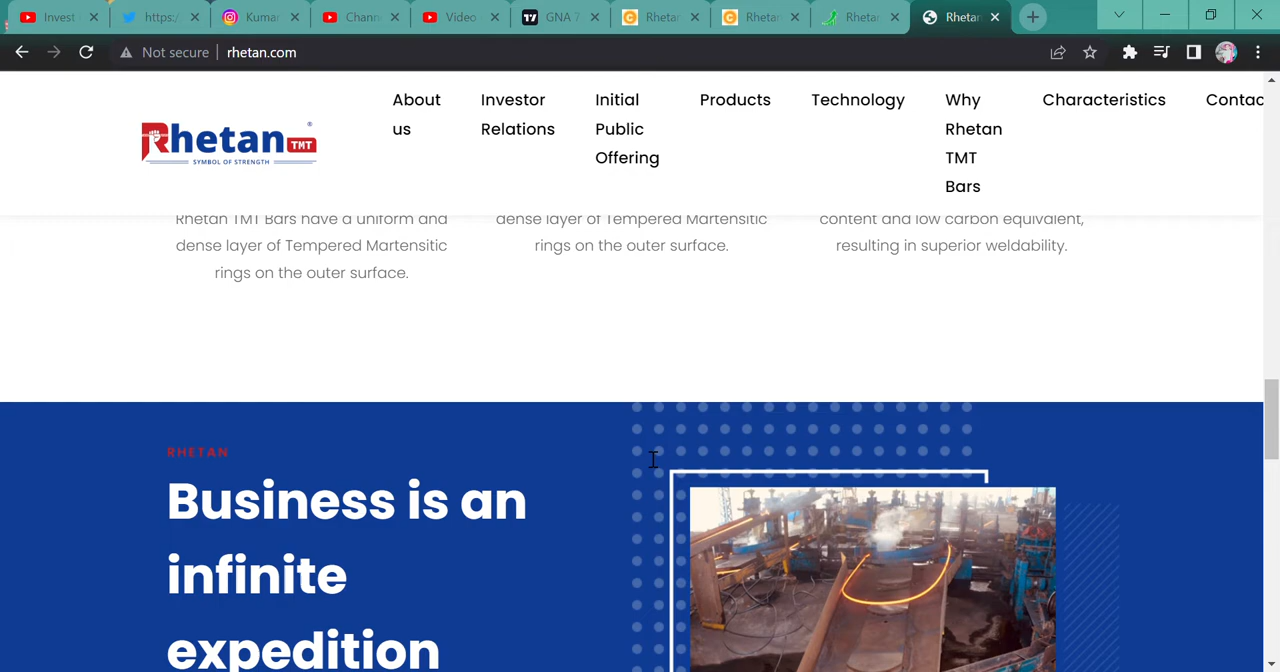 Invest https:/ Kumar Chann Video GNA 7 Rhetan Rhetan Rhetan Rhetan
Not secure rhetan.com
Rhetan TMT ®
SYMBOL OF STRENGTH
About us
Investor Relations
Initial Public Offering
Products
Technology
Why Rhetan TMT Bars
Characteristics
Contac
Rhetan TMT Bars have a uniform and
dense layer of Tempered Martensitic
rings on the outer surface.
dense layer of Tempered Martensitic
rings on the outer surface.
content and low carbon equivalent,
resulting in superior weldability.
RHETAN
Business is an
infinite
expedition